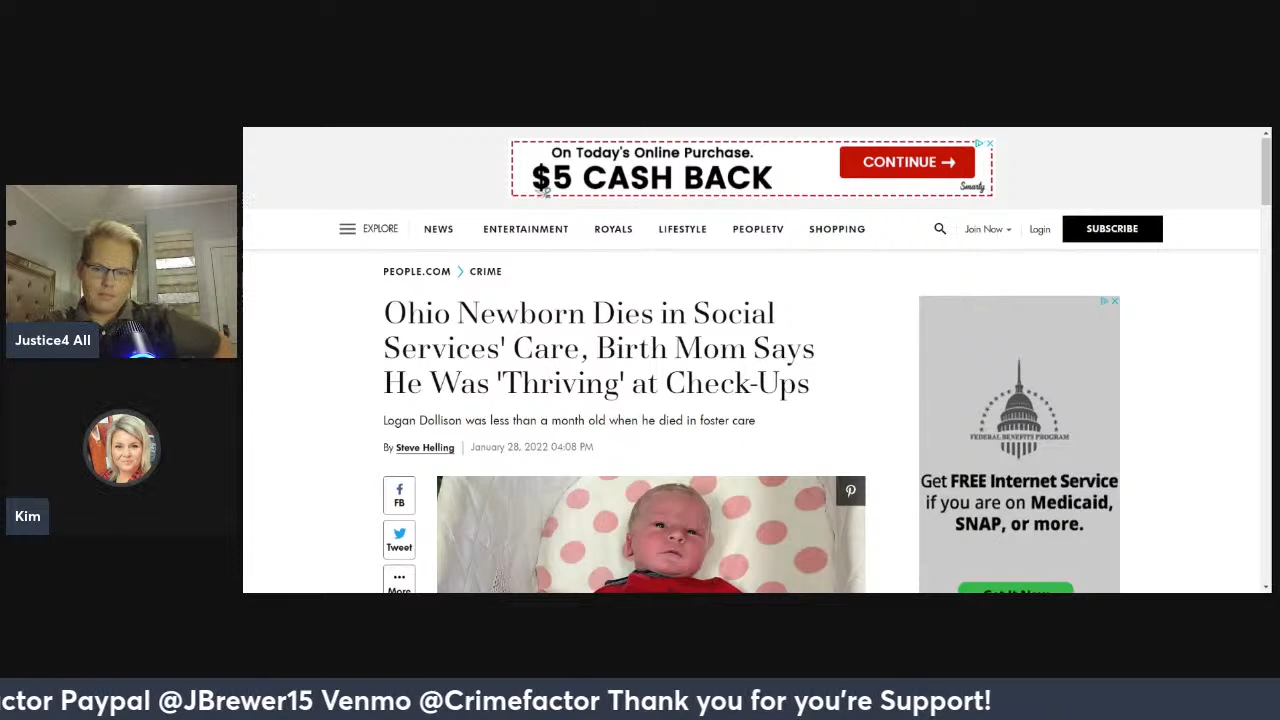 On Today's Online Purchase.
$5 CASH BACK
CONTINUE →
Smarty
EXPLORE
NEWS
ENTERTAINMENT
ROYALS
LIFESTYLE
PEOPLETV
SHOPPING
Join Now
Login
SUBSCRIBE
PEOPLE.COM > CRIME
Ohio Newborn Dies in Social
Services' Care, Birth Mom Says
He Was 'Thriving' at Check-Ups
Logan Dollison was less than a month old when he died in foster care
By Steve Helling | January 28, 2022 04:08 PM
FB
Tweet
More
FEDERAL BENEFITS PROGRAM
Get FREE Internet Service
if you are on Medicaid,
SNAP, or more.
Get It Now
Justice4 All
Kim
ctor Paypal @JBrewer15 Venmo @Crimefactor Thank you for you're Support!